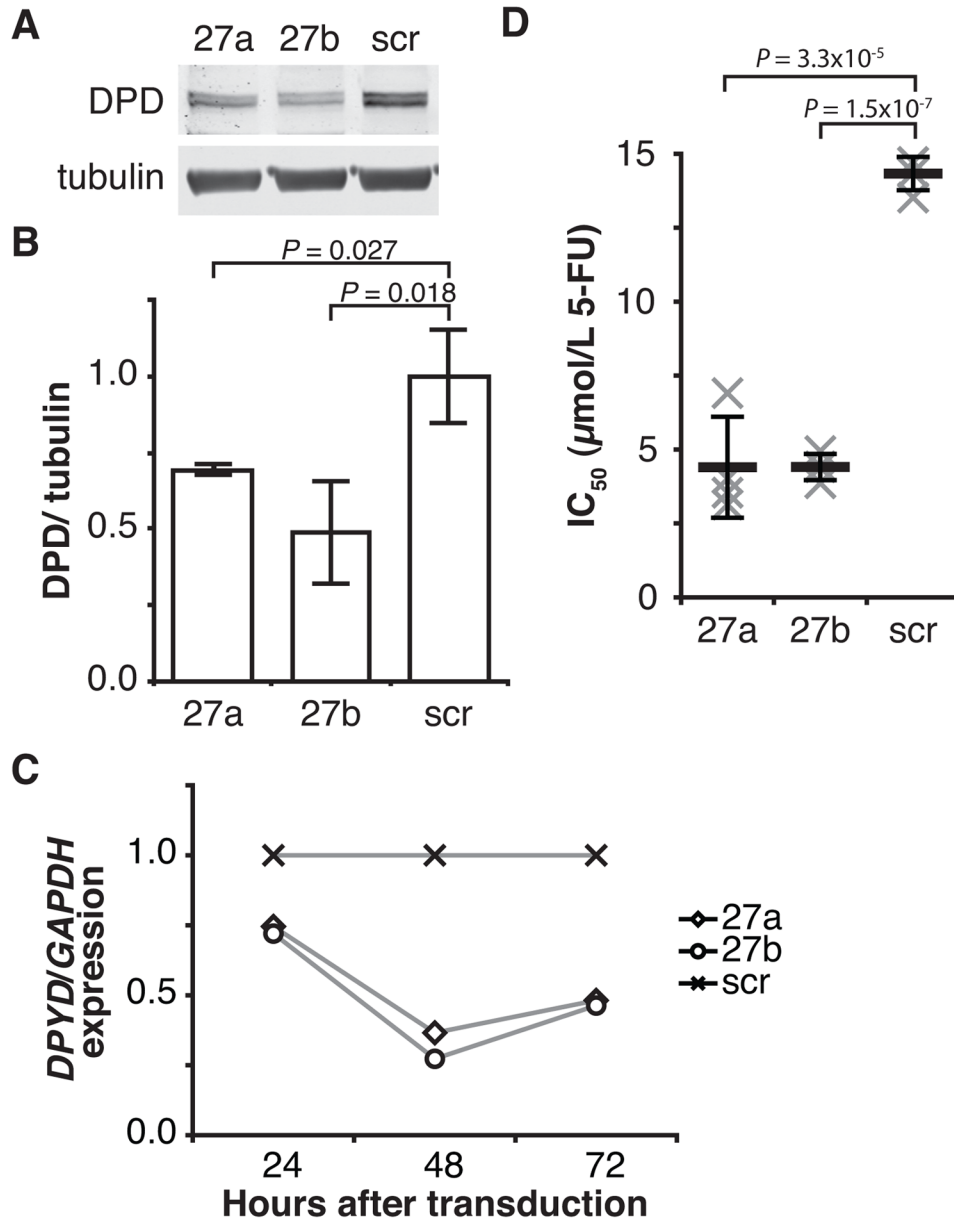 A
27a 27b scr
DPD
tubulin
B
P = 0.027
P = 0.018
DPD/ tubulin
1.0
0.5
0.0
27a 27b scr
C
DPYD/GAPDH
expression
1.0
0.5
0.0
24 48 72
Hours after transduction
27a
27b
scr
D
P = 3.3x10⁻⁵
P = 1.5x10⁻⁷
IC₅₀ (µmol/L 5-FU)
15
10
5
0
27a 27b scr